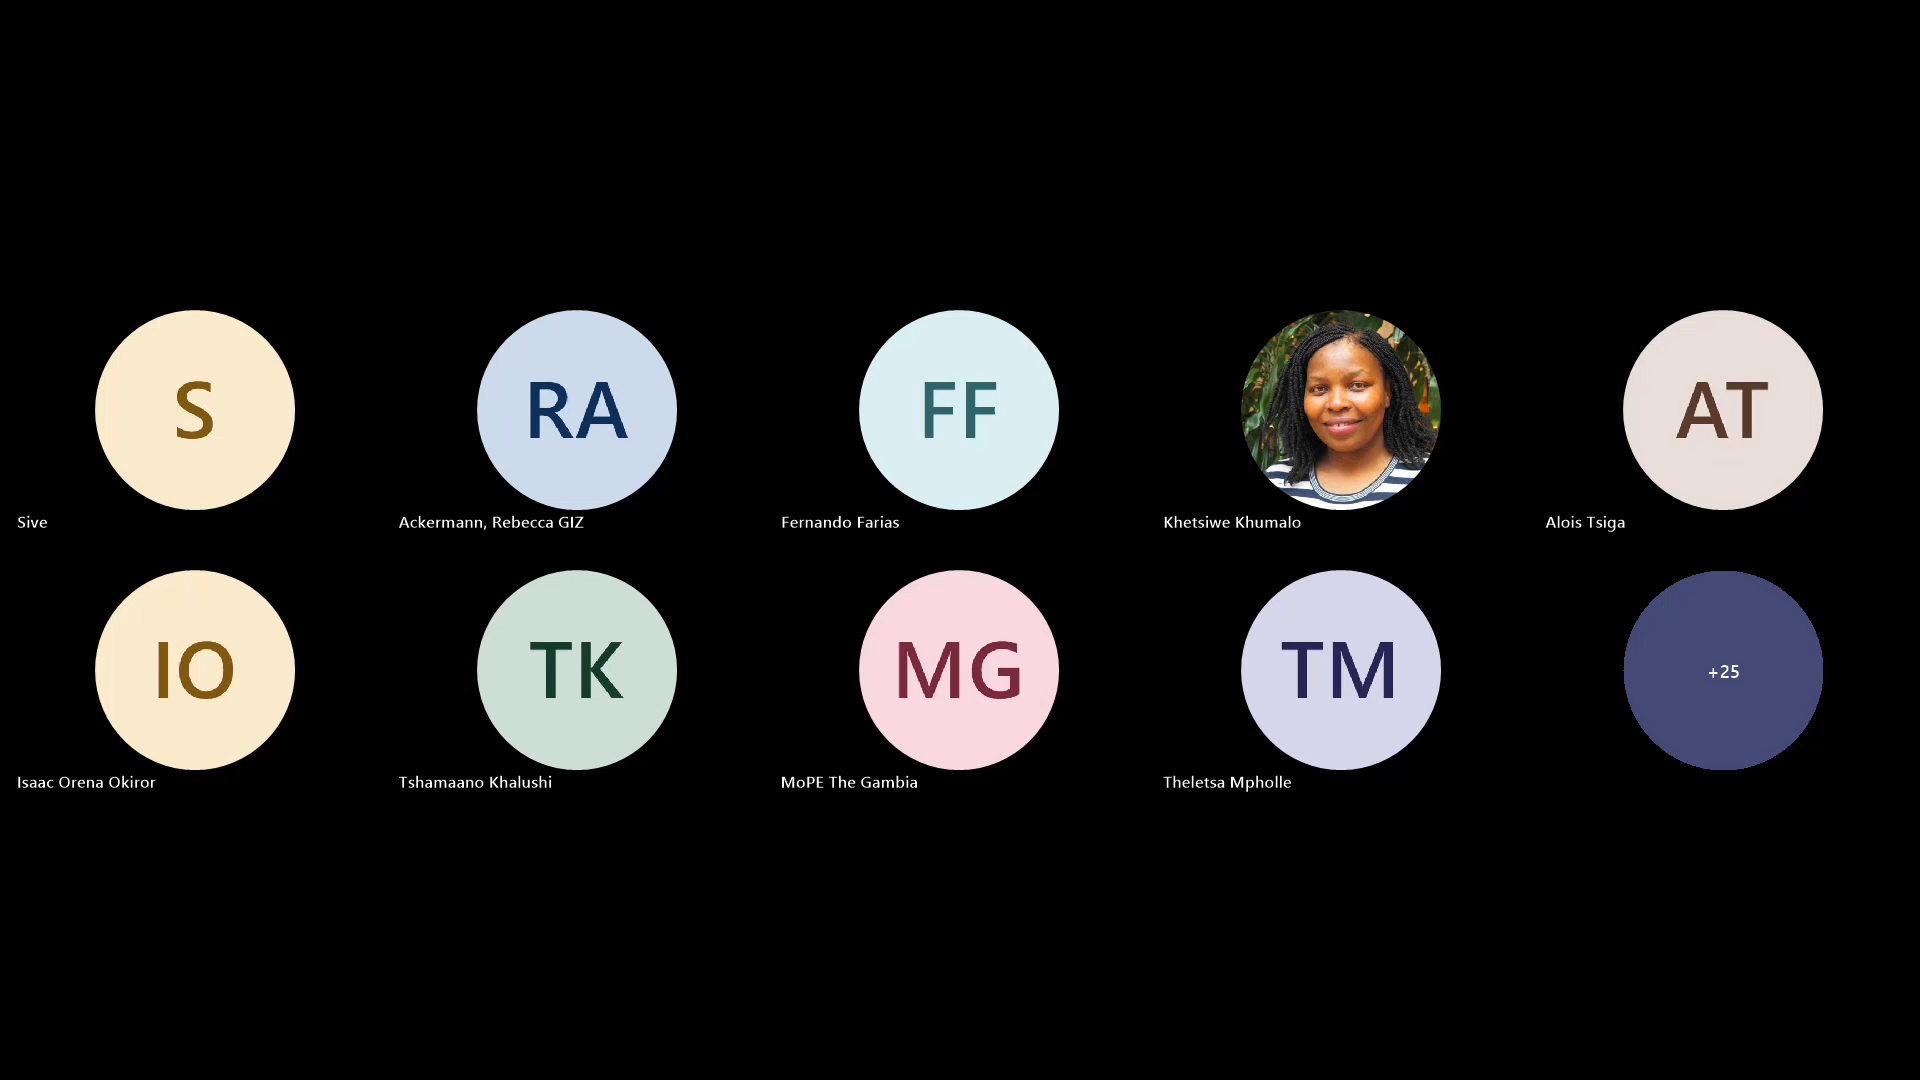 S
RA
FF
AT
Sive
Ackermann, Rebecca GIZ
Fernando Farias
Khetsiwe Khumalo
Alois Tsiga
IO
TK
MG
TM
+25
Isaac Orena Okiror
Tshamaano Khalushi
MoPE The Gambia
Theletsa Mpholle